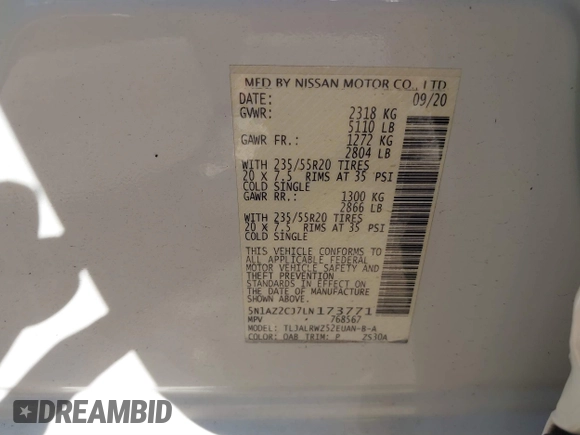 MFD BY NISSAN MOTOR CO., LTD
DATE: 09/20
GVWR: 2318 KG
5110 LB
GAWR FR.: 1272 KG
2804 LB
WITH 235/55R20 TIRES
20 X 7.5 RIMS AT 35 PSI
COLD SINGLE
GAWR RR.: 1300 KG
2866 LB
WITH 235/55R20 TIRES
20 X 7.5 RIMS AT 35 PSI
COLD SINGLE
THIS VEHICLE CONFORMS TO
ALL APPLICABLE FEDERAL
MOTOR VEHICLE SAFETY AND
THEFT PREVENTION
STANDARDS IN EFFECT ON
THE DATE OF MANUFACTURE
SHOWN ABOVE.
5N1AZ2CJ7LN173771
MPV 768567
MODEL: TLJALRWZ52EUAN-B-A
COLOR: QAB TRIM: P 2530A
DREAMBID